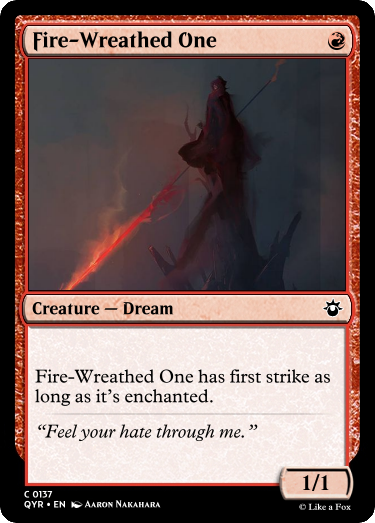 Fire-Wreathed One
Creature — Dream
Fire-Wreathed One has first strike as
long as it's enchanted.
“Feel your hate through me.”
1/1
C 0137
QYR • EN Aaron Nakahara
© Like a Fox